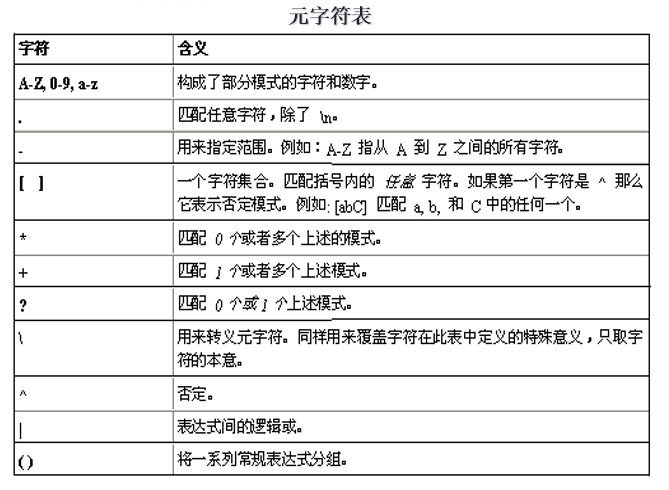 元字符表
字符 含义
A-Z, 0-9, a-z 构成了部分模式的字符和数字。
. 匹配任意字符，除了 \n。
- 用来指定范围。例如：A-Z 指从 A 到 Z 之间的所有字符。
[ ] 一个字符集合。匹配括号内的 任意 字符。如果第一个字符是 ^ 那么
它表示否定模式。例如: [abC] 匹配 a, b, 和 C 中的任何一个。
* 匹配 0 个或者多个上述的模式。
+ 匹配 1 个或者多个上述模式。
? 匹配 0 个或 1 个上述模式。
\ 用来转义元字符。同样用来覆盖字符在此表中定义的特殊意义，只取字
符的本意。
^ 否定。
| 表达式间的逻辑或。
() 将一系列常规表达式分组。